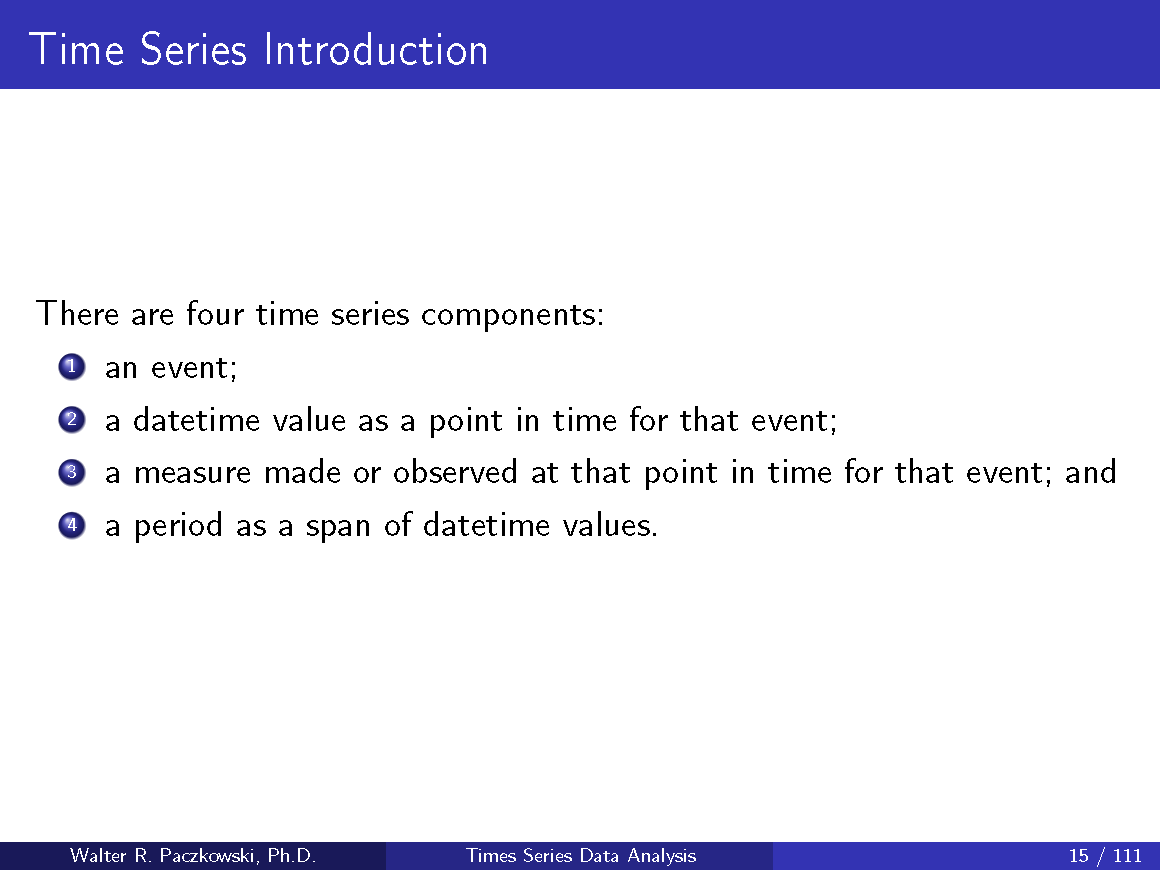 Time Series Introduction
There are four time series components:
1 an event;
2 a datetime value as a point in time for that event;
3 a measure made or observed at that point in time for that event; and
4 a period as a span of datetime values.
Walter R. Paczkowski, Ph.D. Times Series Data Analysis 15 / 111